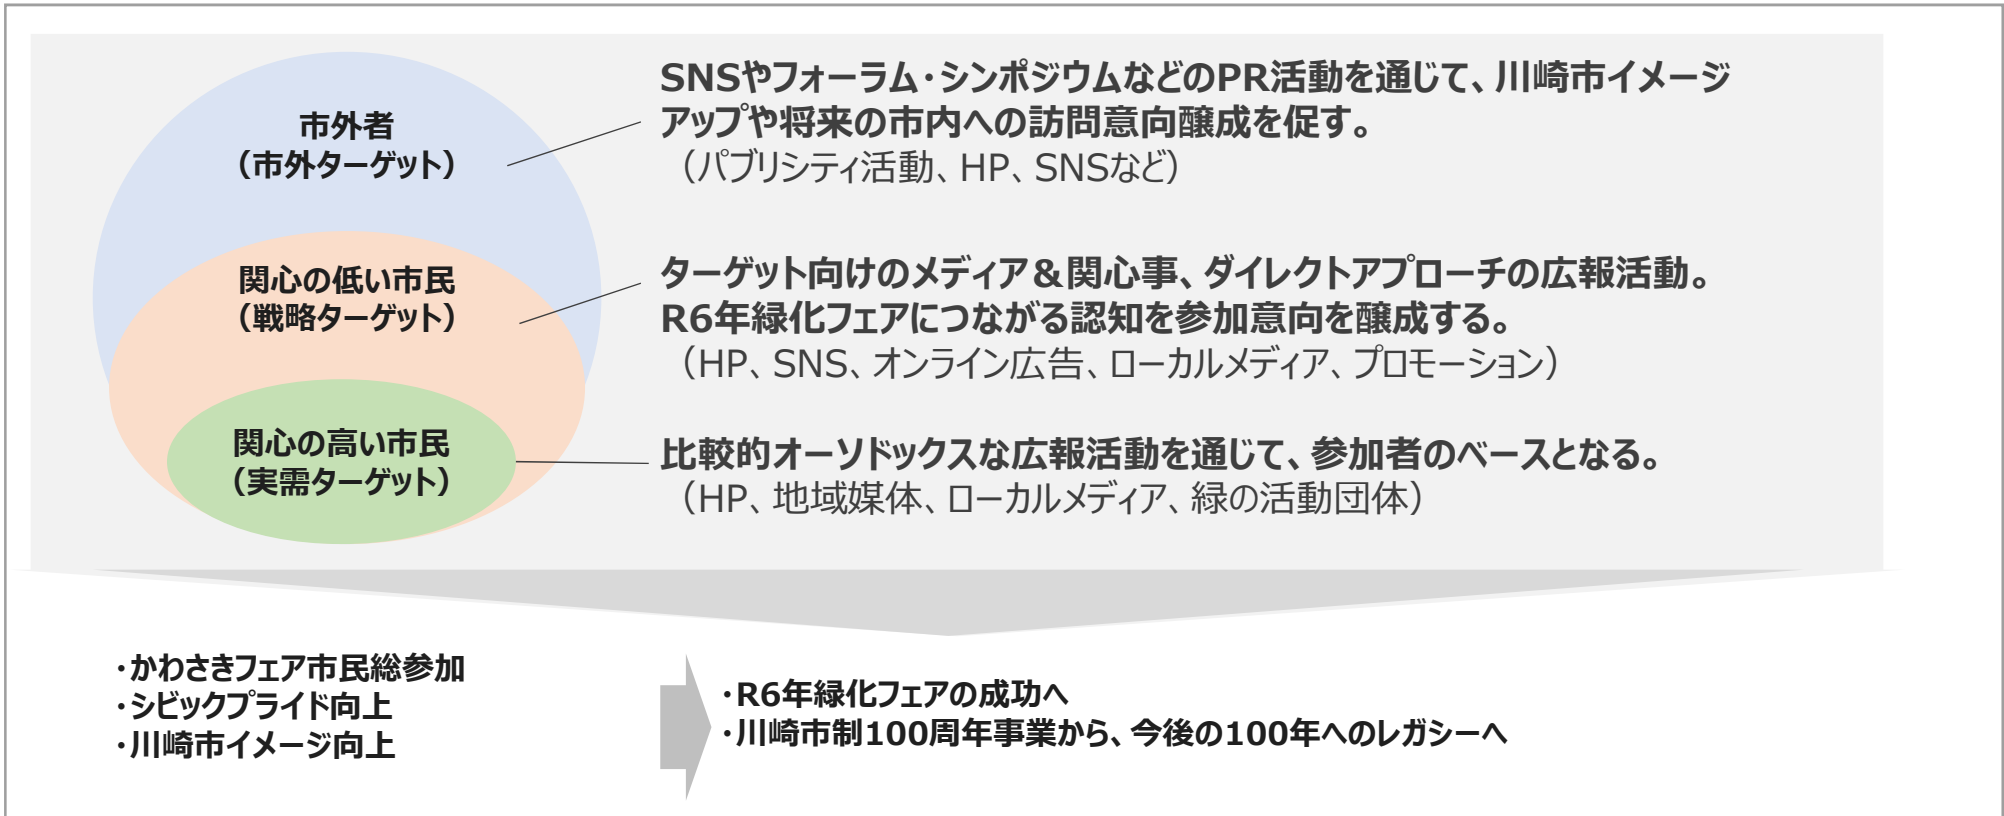 市外者
（市外ターゲット）
SNSやフォーラム・シンポジウムなどのPR活動を通じて、川崎市イメージ
アップや将来の市内への訪問意向醸成を促す。
（パブリシティ活動、HP、SNSなど）
関心の低い市民
（戦略ターゲット）
ターゲット向けのメディア＆関心事、ダイレクトアプローチの広報活動。
R6年緑化フェアにつながる認知を参加意向を醸成する。
（HP、SNS、オンライン広告、ローカルメディア、プロモーション）
関心の高い市民
（実需ターゲット）
比較的オーソドックスな広報活動を通じて、参加者のベースとなる。
（HP、地域媒体、ローカルメディア、緑の活動団体）
・かわさきフェア市民総参加
・シビックプライド向上
・川崎市イメージ向上
・R6年緑化フェアの成功へ
・川崎市制100周年事業から、今後の100年へのレガシーへ